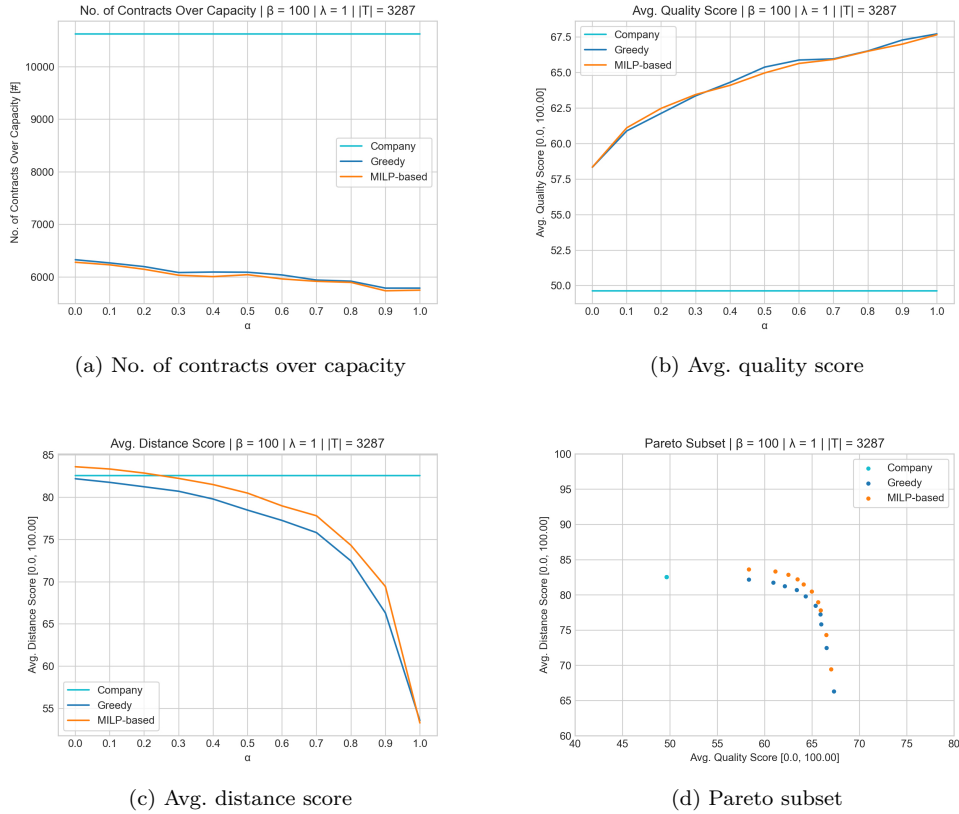 No. of Contracts Over Capacity | β = 100 | λ = 1 | |T| = 3287
No. of Contracts Over Capacity [#]
10000
9000
8000
7000
6000
Company
Greedy
MILP-based
0.0 0.1 0.2 0.3 0.4 0.5 0.6 0.7 0.8 0.9 1.0
α
(a) No. of contracts over capacity
Avg. Quality Score | β = 100 | λ = 1 | |T| = 3287
Avg. Quality Score [0.0, 100.00]
67.5
65.0
62.5
60.0
57.5
55.0
52.5
50.0
Company
Greedy
MILP-based
0.0 0.1 0.2 0.3 0.4 0.5 0.6 0.7 0.8 0.9 1.0
α
(b) Avg. quality score
Avg. Distance Score | β = 100 | λ = 1 | |T| = 3287
Avg. Distance Score [0.0, 100.00]
85
80
75
70
65
60
55
Company
Greedy
MILP-based
0.0 0.1 0.2 0.3 0.4 0.5 0.6 0.7 0.8 0.9 1.0
α
(c) Avg. distance score
Pareto Subset | β = 100 | λ = 1 | |T| = 3287
Avg. Distance Score [0.0, 100.00]
100
95
90
85
80
75
70
65
60
Company
Greedy
MILP-based
40 45 50 55 60 65 70 75 80
Avg. Quality Score [0.0, 100.00]
(d) Pareto subset